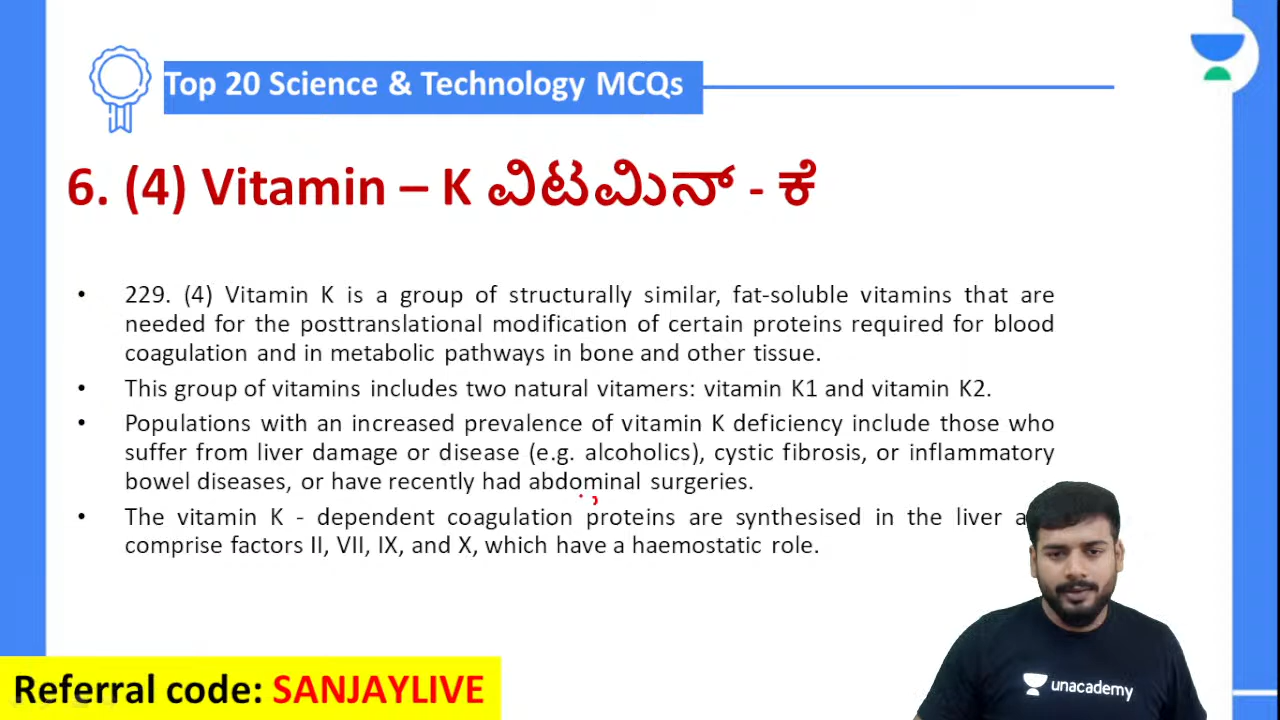 Top 20 Science & Technology MCQs
6. (4) Vitamin – K ವಿಟಮಿನ್ - ಕೆ
• 229. (4) Vitamin K is a group of structurally similar, fat-soluble vitamins that are
needed for the posttranslational modification of certain proteins required for blood
coagulation and in metabolic pathways in bone and other tissue.
• This group of vitamins includes two natural vitamers: vitamin K1 and vitamin K2.
• Populations with an increased prevalence of vitamin K deficiency include those who
suffer from liver damage or disease (e.g. alcoholics), cystic fibrosis, or inflammatory
bowel diseases, or have recently had abdominal surgeries.
• The vitamin K - dependent coagulation proteins are synthesised in the liver
comprise factors II, VII, IX, and X, which have a haemostatic role.
unacademy
Referral code: SANJAYLIVE